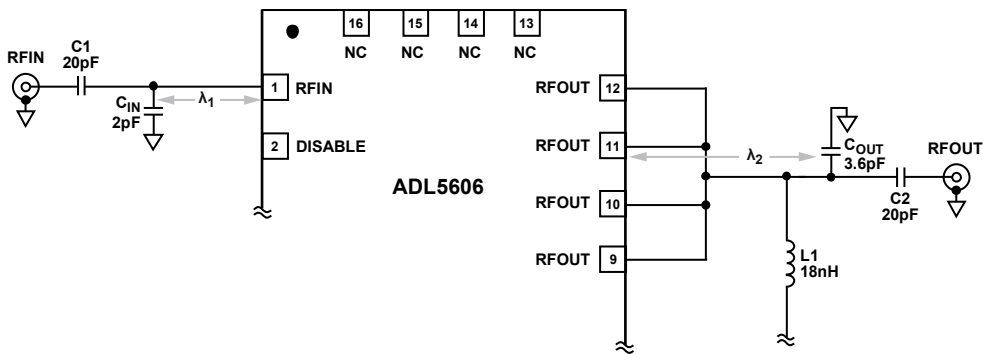 16 15 14 13
NC NC NC NC
C1
20pF
RFIN
1 RFIN
CIN
2pF
λ1
2 DISABLE
ADL5606
RFOUT 12
RFOUT 11
RFOUT 10
RFOUT 9
λ2
COUT
3.6pF
RFOUT
C2
20pF
L1
18nH